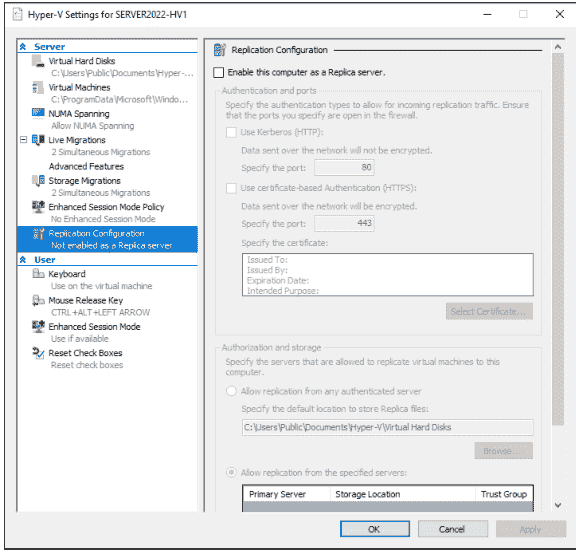 Hyper-V Settings for SERVER2022-HV1
Server
Virtual Hard Disks
C:\Users\Public\Documents\Hyper-...
Virtual Machines
C:\ProgramData\Microsoft\Windo...
NUMA Spanning
Allow NUMA Spanning
Live Migrations
2 Simultaneous Migrations
Advanced Features
Storage Migrations
2 Simultaneous Migrations
Enhanced Session Mode Policy
No Enhanced Session Mode
Replication Configuration
Not enabled as a Replica server
User
Keyboard
Use on the virtual machine
Mouse Release Key
CTRL+ALT+LEFT ARROW
Enhanced Session Mode
Use if available
Reset Check Boxes
Reset check boxes
Replication Configuration
Enable this computer as a Replica server.
Authentication and ports
Specify the authentication types to allow for incoming replication traffic. Ensure
that the ports you specify are open in the firewall.
Use Kerberos (HTTP):
Data sent over the network will not be encrypted.
Specify the port: 80
Use certificate-based Authentication (HTTPS):
Data sent over the network will be encrypted.
Specify the port: 443
Specify the certificate:
Issued To:
Issued By:
Expiration Date:
Intended Purpose:
Select Certificate...
Authorization and storage
Specify the servers that are allowed to replicate virtual machines to this
computer.
Allow replication from any authenticated server
Specify the default location to store Replica files:
C:\Users\Public\Documents\Hyper-V\Virtual Hard Disks
Browse...
Allow replication from the specified servers:
Primary Server Storage Location Trust Group
OK Cancel Apply